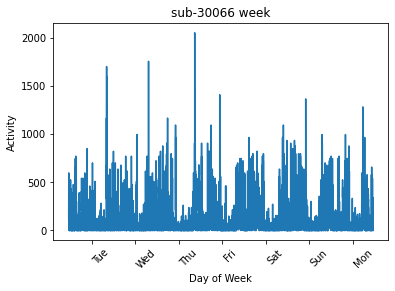 sub-30066 week
2000
1500
1000
500
0
Activity
Tue
Wed
Thu
Fri
Sat
Sun
Mon
Day of Week